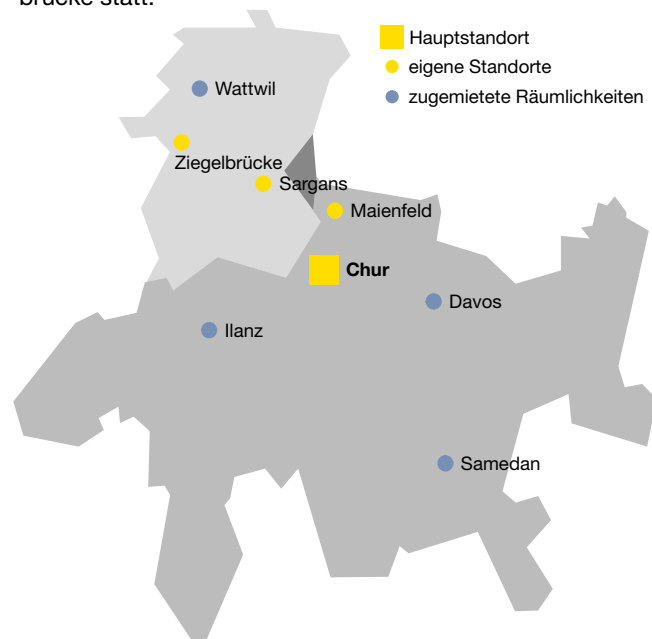 brücke statt.
Hauptstandort
eigene Standorte
zugemietete Räumlichkeiten
Wattwil
Ziegelbrücke
Sargans
Maienfeld
Chur
Davos
Ilanz
Samedan